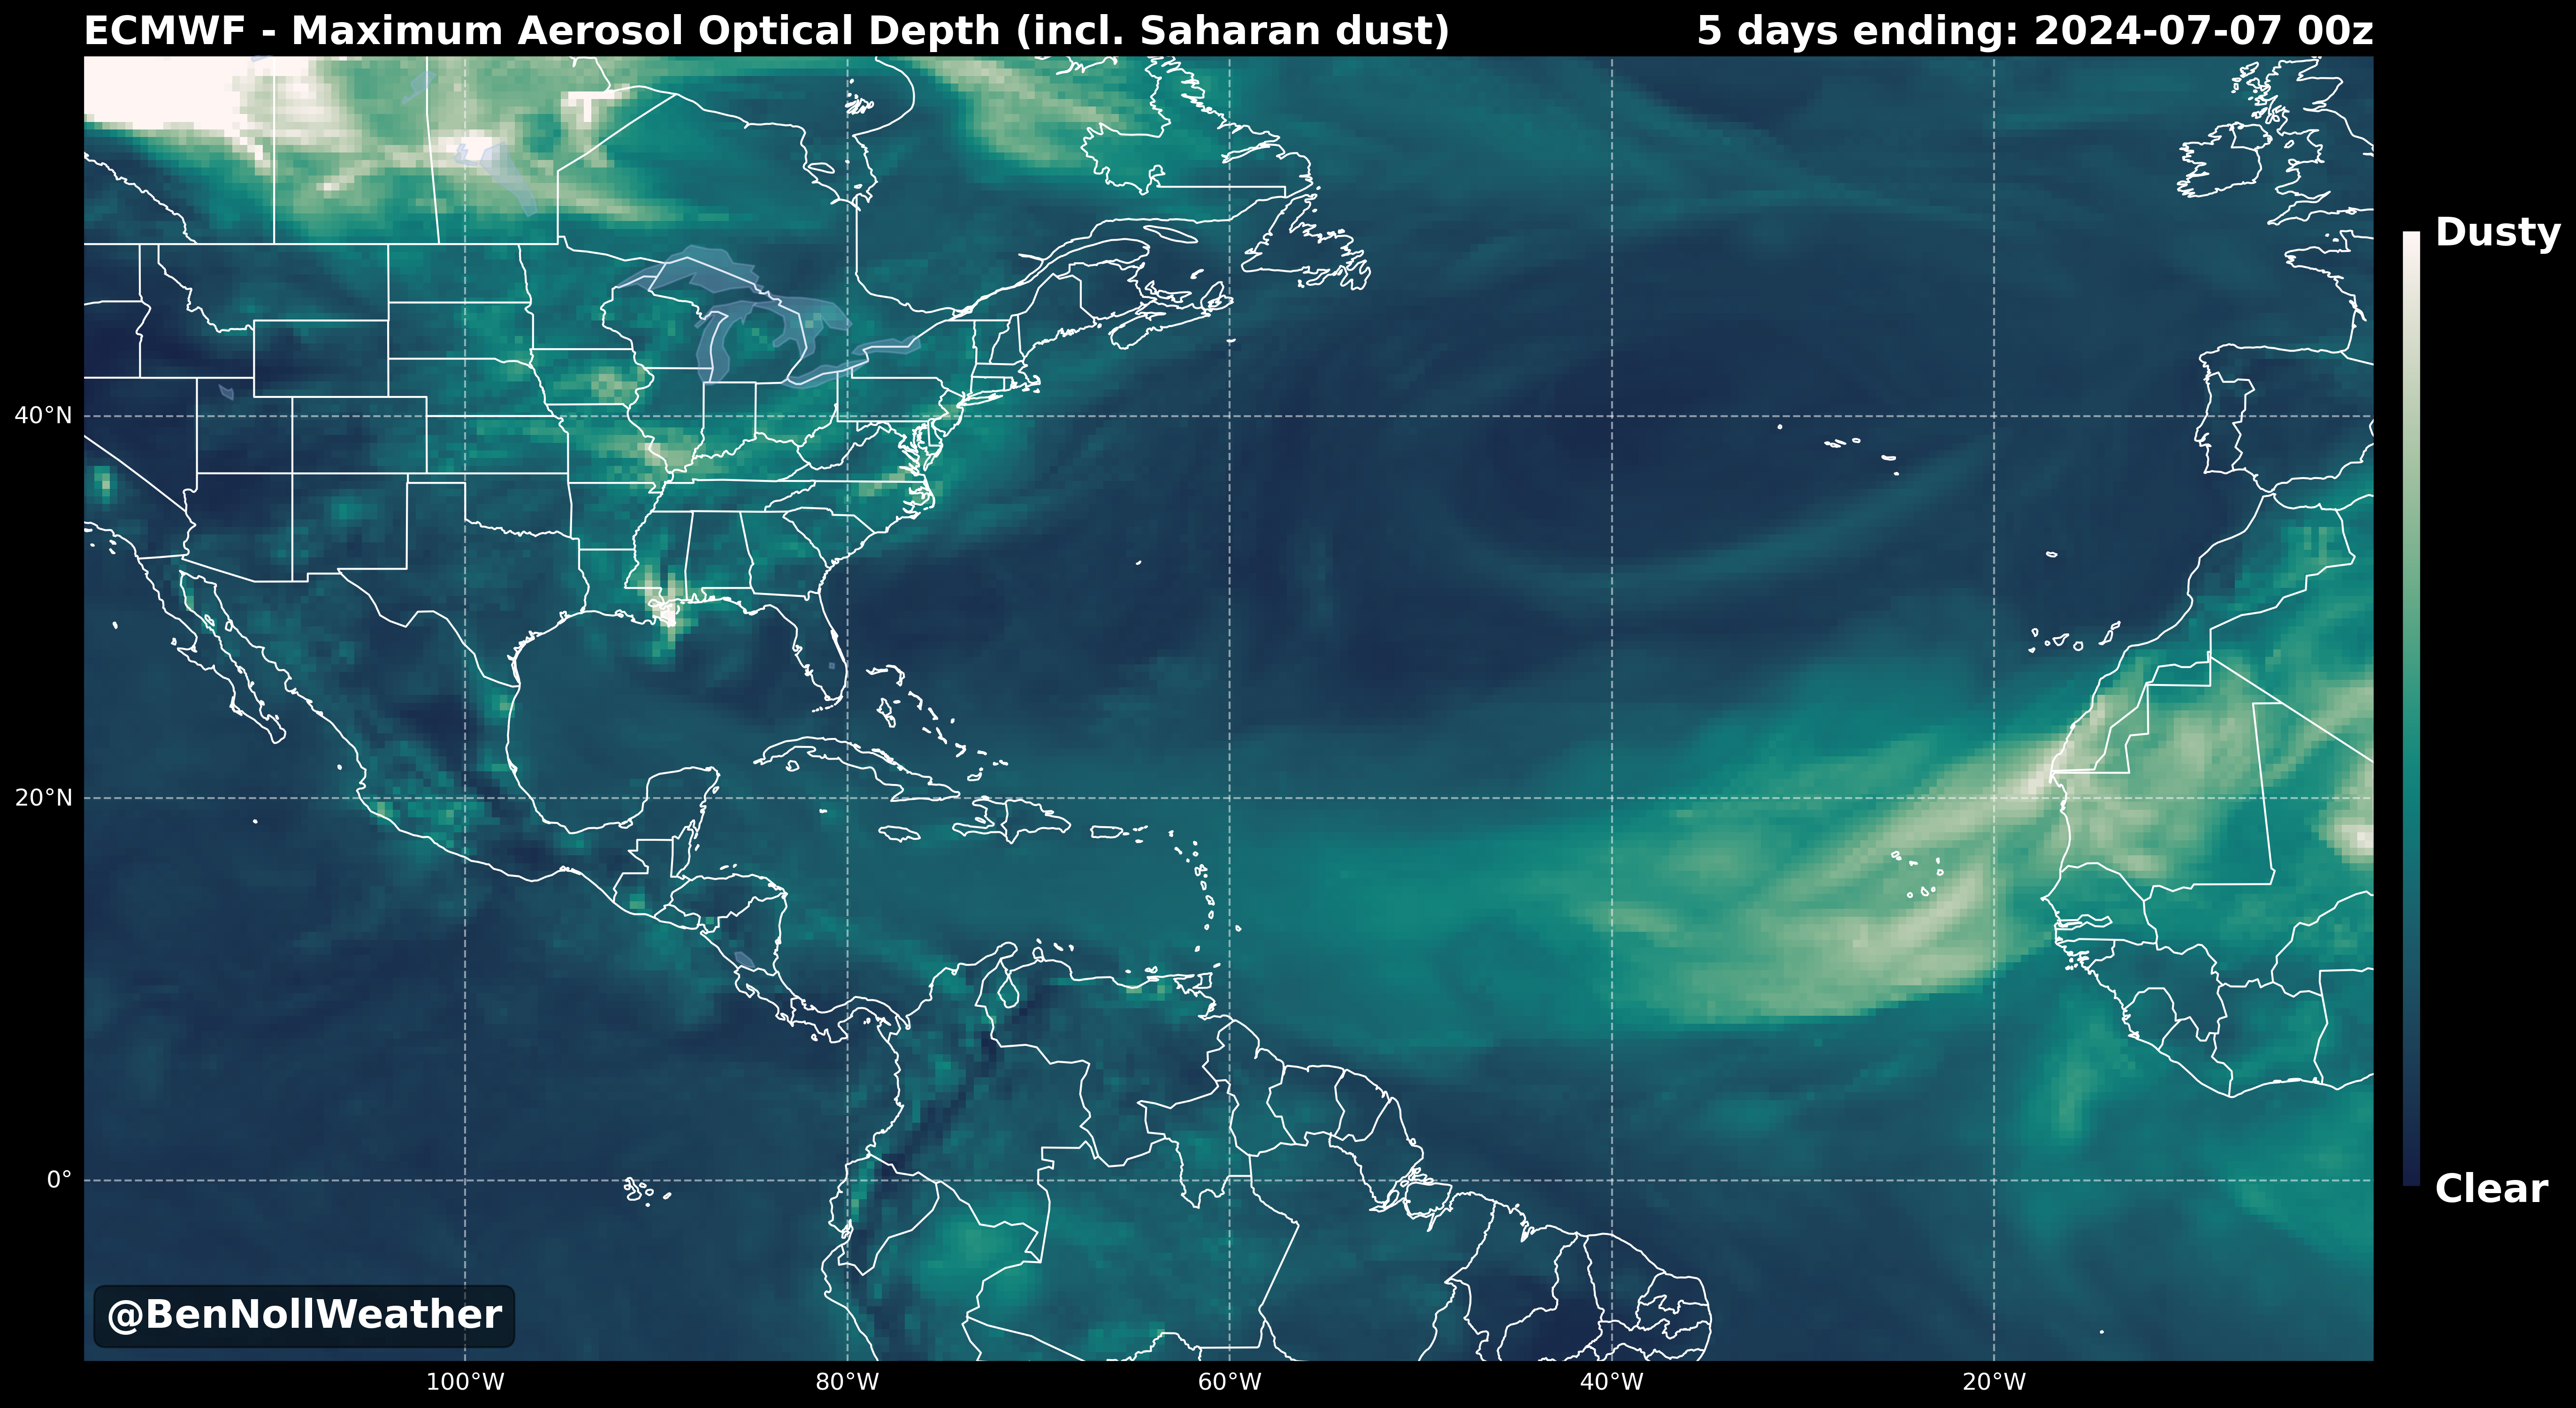 ECMWF - Maximum Aerosol Optical Depth (incl. Saharan dust)
5 days ending: 2024-07-07 00z
Dusty
40°N
20°N
0°
Clear
@BenNollWeather
100°W
80°W
60°W
40°W
20°W